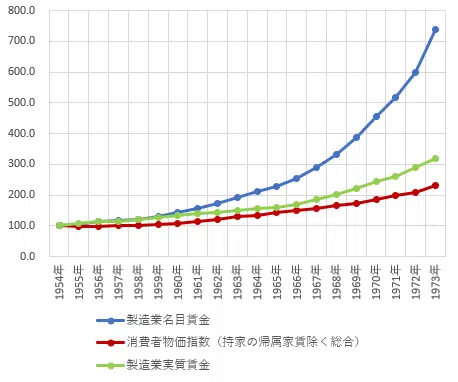 800.0
700.0
600.0
500.0
400.0
300.0
200.0
100.0
0.0
1954年
1955年
1956年
1957年
1958年
1959年
1960年
1961年
1962年
1963年
1964年
1965年
1966年
1967年
1968年
1969年
1970年
1971年
1972年
1973年
製造業名目賃金
消費者物価指数（持家の帰属家賃除く総合）
製造業実質賃金